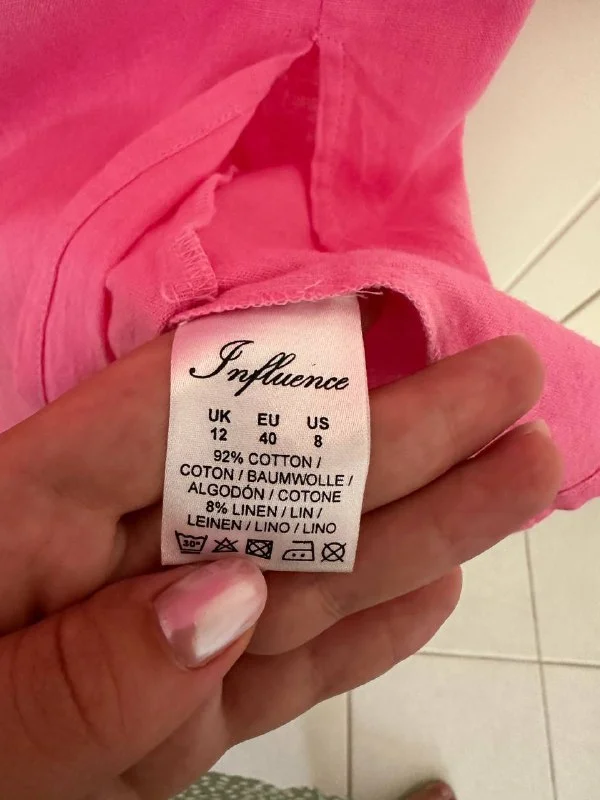 Influence
UK EU US
12 40 8
92% COTTON /
COTON / BAUMWOLLE /
ALGODÓN / COTONE
8% LINEN / LIN /
LEINEN / LINO / LINO
30°